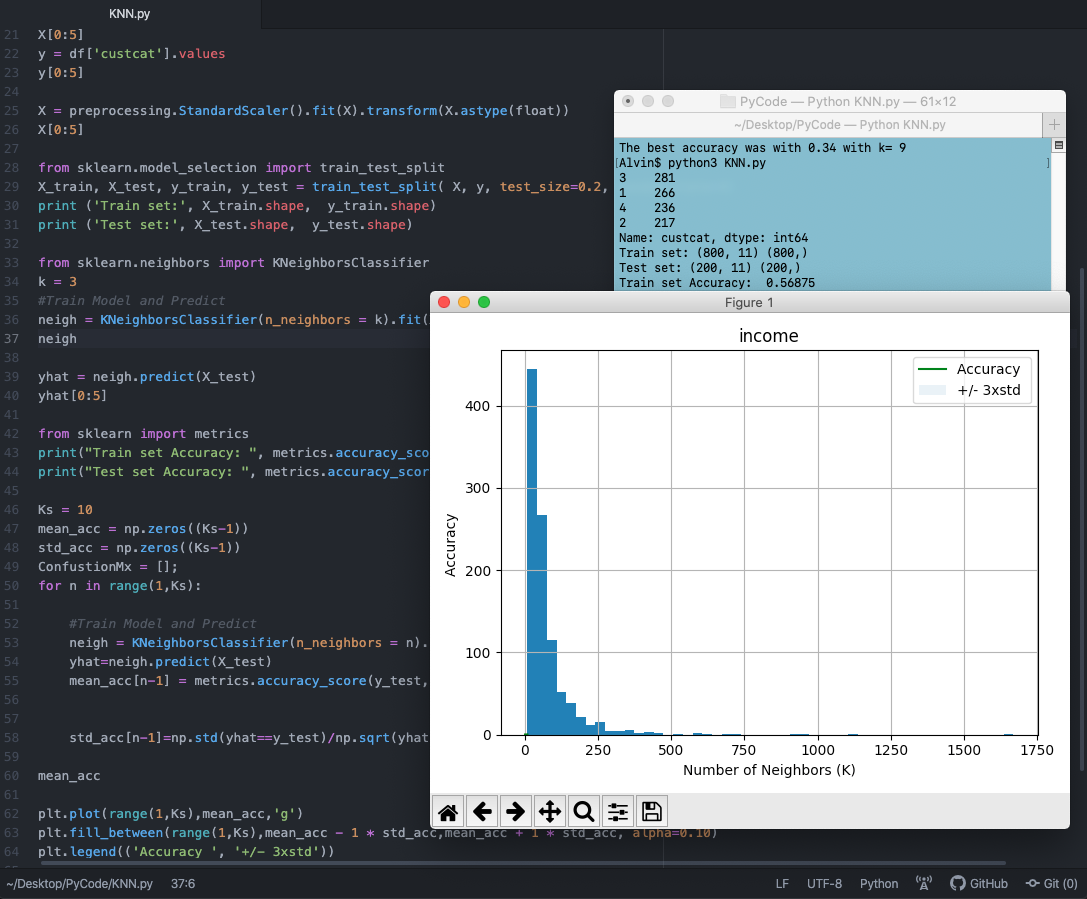 KNN.py
21 X[0:5]
22 y = df['custcat'].values
23 y[0:5]
24
25 X = preprocessing.StandardScaler().fit(X).transform(X.astype(float))
26 X[0:5]
27
28 from sklearn.model_selection import train_test_split
29 X_train, X_test, y_train, y_test = train_test_split( X, y, test_size=0.2,
30 print ('Train set:', X_train.shape,  y_train.shape)
31 print ('Test set:', X_test.shape,  y_test.shape)
32
33 from sklearn.neighbors import KNeighborsClassifier
34 k = 3
35 #Train Model and Predict
36 neigh = KNeighborsClassifier(n_neighbors = k).fit(
37 neigh
38
39 yhat = neigh.predict(X_test)
40 yhat[0:5]
41
42 from sklearn import metrics
43 print("Train set Accuracy: ", metrics.accuracy_sco
44 print("Test set Accuracy: ", metrics.accuracy_scor
45
46 Ks = 10
47 mean_acc = np.zeros((Ks-1))
48 std_acc = np.zeros((Ks-1))
49 ConfustionMx = [];
50 for n in range(1,Ks):
51
52     #Train Model and Predict
53     neigh = KNeighborsClassifier(n_neighbors = n).
54     yhat=neigh.predict(X_test)
55     mean_acc[n-1] = metrics.accuracy_score(y_test,
56
57
58     std_acc[n-1]=np.std(yhat==y_test)/np.sqrt(yhat
59
60 mean_acc
61
62 plt.plot(range(1,Ks),mean_acc,'g')
63 plt.fill_between(range(1,Ks),mean_acc - 1 * std_acc,mean_acc + 1 * std_acc, alpha=0.10)
64 plt.legend(('Accuracy ', '+/- 3xstd'))
PyCode — Python KNN.py — 61×12
~/Desktop/PyCode — Python KNN.py
The best accuracy was with 0.34 with k= 9
[Alvin$ python3 KNN.py ]
3    281
1    266
4    236
2    217
Name: custcat, dtype: int64
Train set: (800, 11) (800,)
Test set: (200, 11) (200,)
Train set Accuracy:  0.56875
Figure 1
income
Accuracy
+/- 3xstd
400
300
200
100
0
Accuracy
0 250 500 750 1000 1250 1500 1750
Number of Neighbors (K)
~/Desktop/PyCode/KNN.py 37:6 LF UTF-8 Python GitHub Git (0)